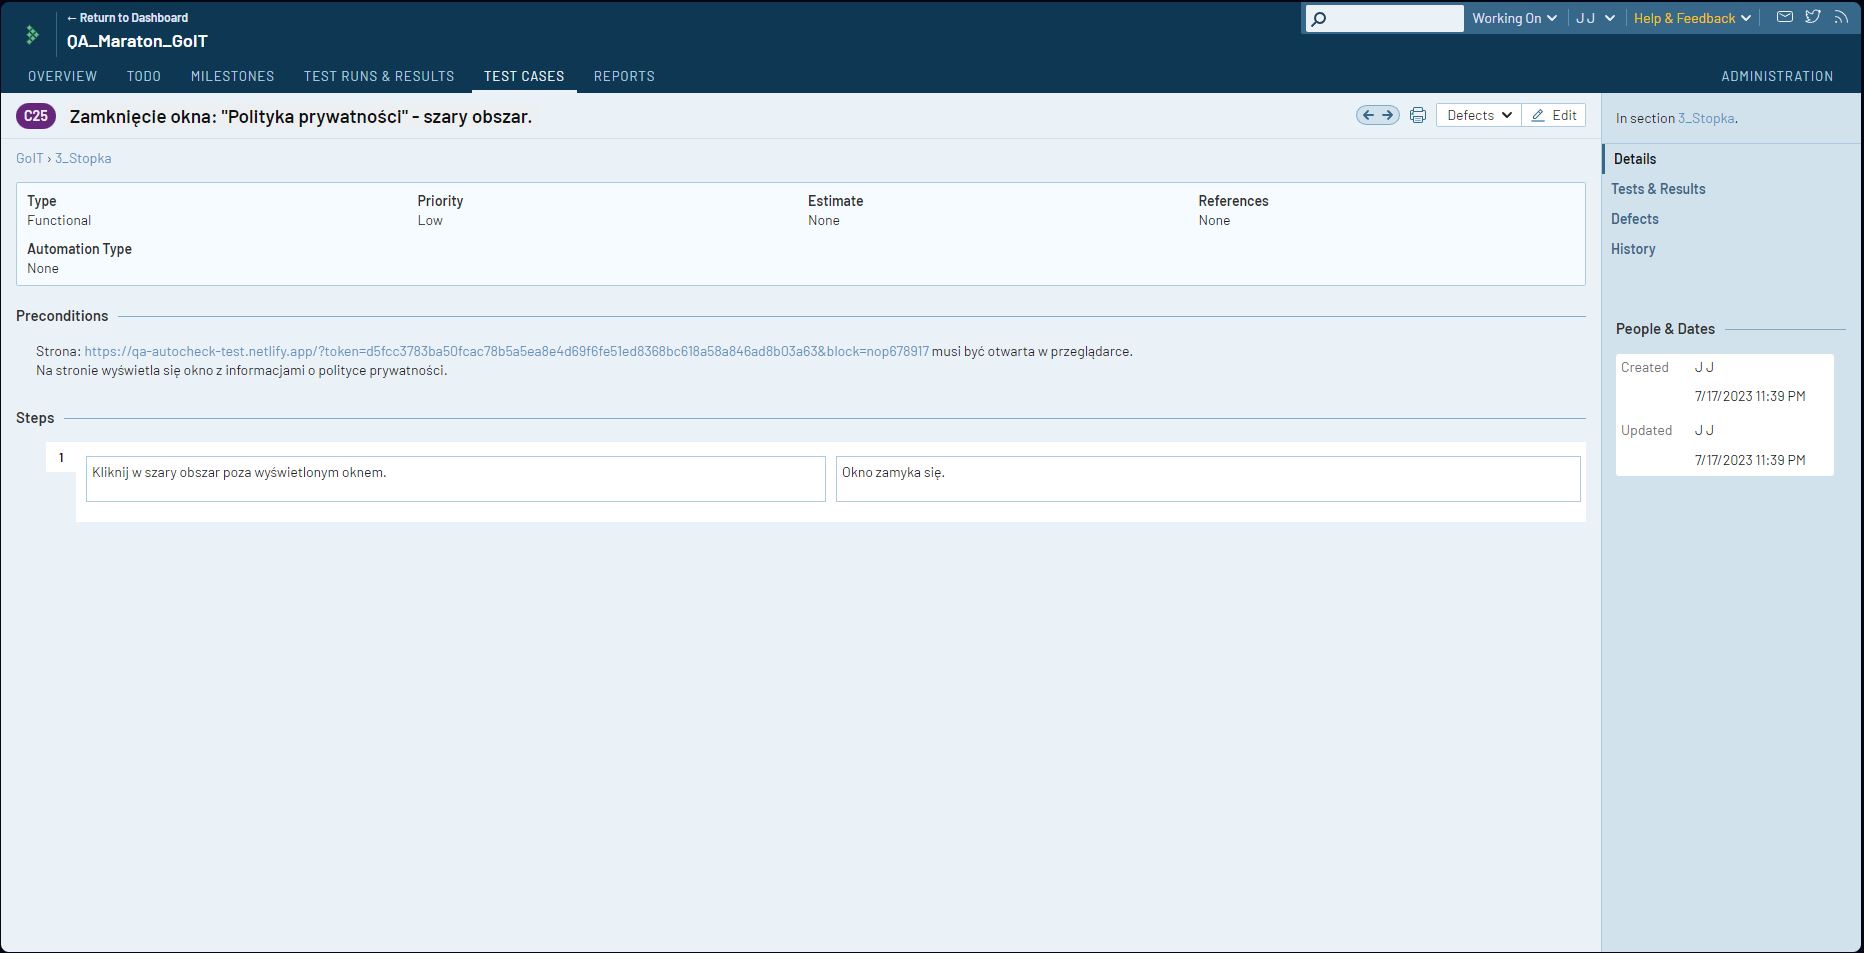 ← Return to Dashboard
QA_Maraton_GoIT
Working On
J J
Help & Feedback
OVERVIEW
TODO
MILESTONES
TEST RUNS & RESULTS
TEST CASES
REPORTS
ADMINISTRATION
C25
Zamknięcie okna: "Polityka prywatności" - szary obszar.
Defects
Edit
GoIT › 3_Stopka
Type
Functional
Priority
Low
Estimate
None
References
None
Automation Type
None
Preconditions
Strona: https://qa-autocheck-test.netlify.app/?token=d5fcc3783ba50fcac78b5a5ea8e4d69f6fe51ed8368bc618a58a846ad8b03a63&block=nop678917 musi być otwarta w przeglądarce.
Na stronie wyświetla się okno z informacjami o polityce prywatności.
Steps
1
Kliknij w szary obszar poza wyświetlonym oknem.
Okno zamyka się.
In section 3_Stopka.
Details
Tests & Results
Defects
History
People & Dates
Created
J J
7/17/2023 11:39 PM
Updated
J J
7/17/2023 11:39 PM